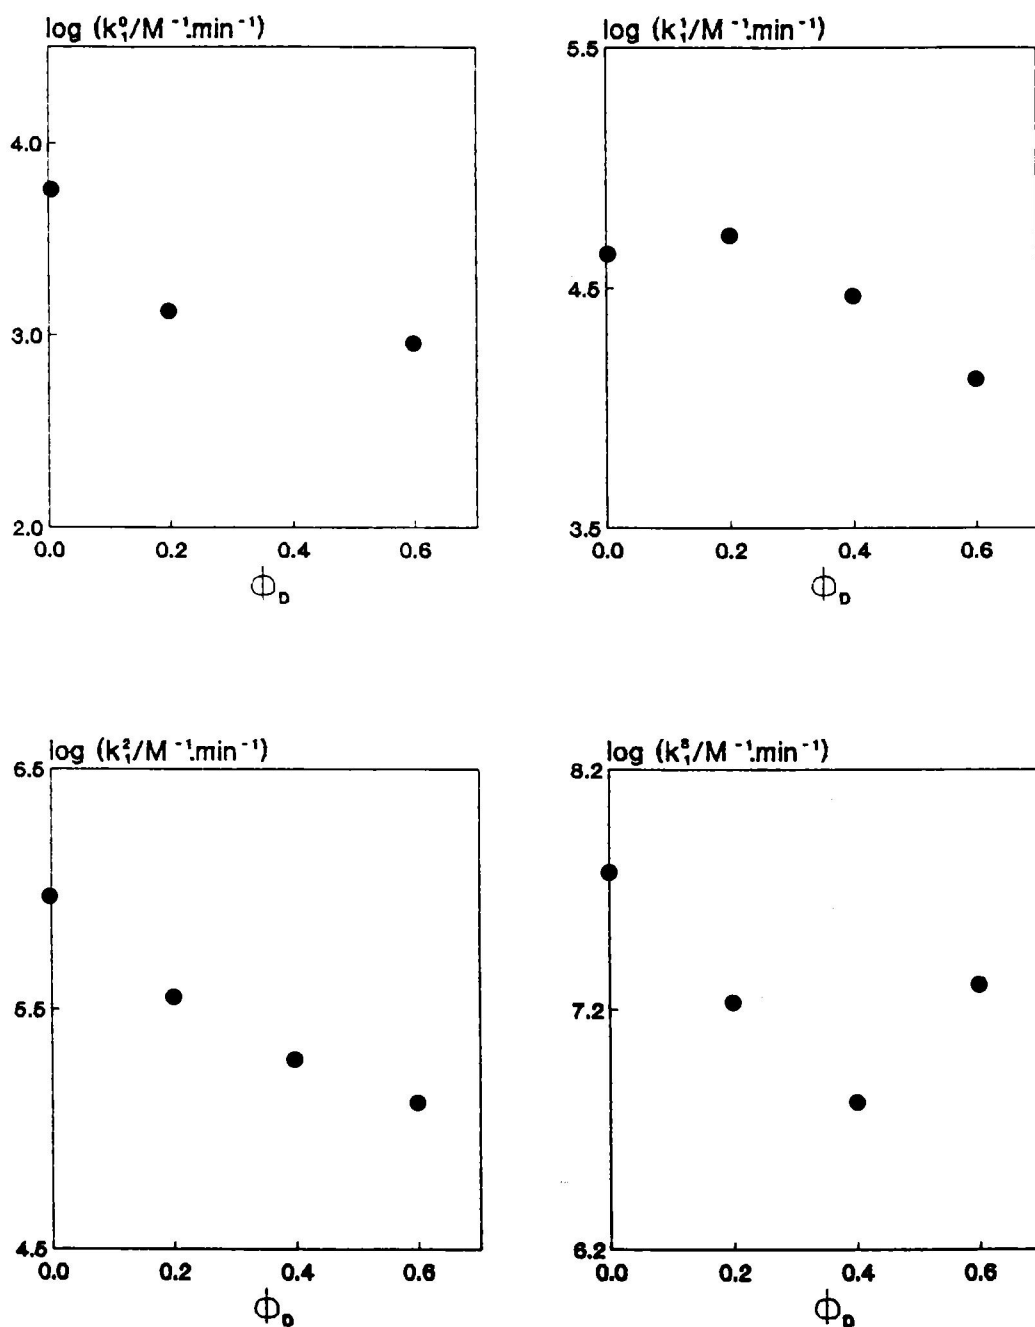 log (k₁⁰/M⁻¹.min⁻¹)
4.0
3.0
2.0
0.0 0.2 0.4 0.6
Φ_D
log (k₁¹/M⁻¹.min⁻¹)
5.5
4.5
3.5
0.0 0.2 0.4 0.6
Φ_D
log (k₁²/M⁻¹.min⁻¹)
6.5
5.5
4.5
0.0 0.2 0.4 0.6
Φ_D
log (k₁ˢ/M⁻¹.min⁻¹)
8.2
7.2
6.2
0.0 0.2 0.4 0.6
Φ_D